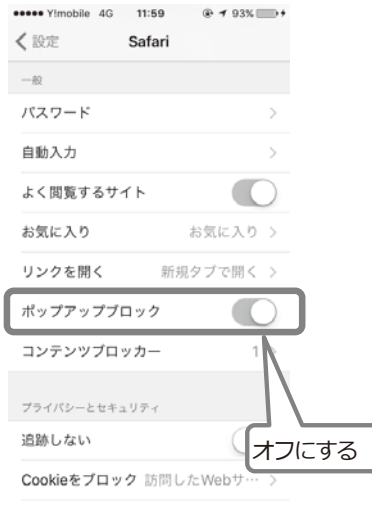 Y!mobile 4G 11:59 93%
設定 Safari
一般
パスワード
自動入力
よく閲覧するサイト
お気に入り お気に入り
リンクを開く 新規タブで開く
ポップアップブロック
コンテンツブロッカー 1
プライバシーとセキュリティ
追跡しない
オフにする
Cookieをブロック 訪問したWebサ…